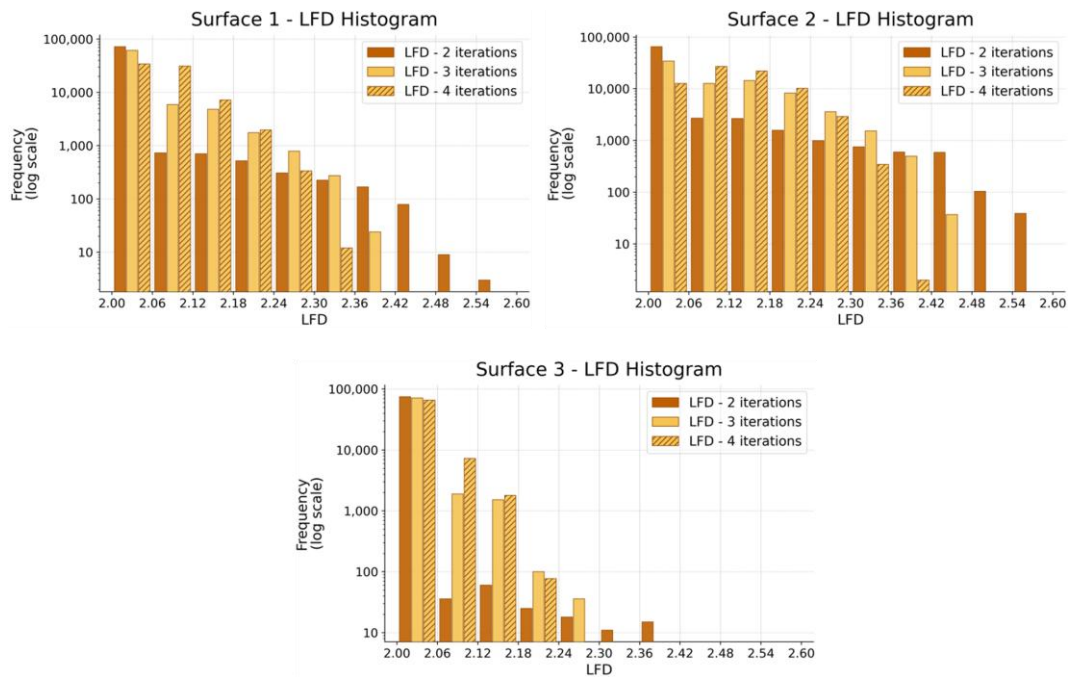 Surface 1 - LFD Histogram
100,000
10,000
1,000
100
10
Frequency
(log scale)
LFD - 2 iterations
LFD - 3 iterations
LFD - 4 iterations
2.00 2.06 2.12 2.18 2.24 2.30 2.36 2.42 2.48 2.54 2.60
LFD
Surface 2 - LFD Histogram
100,000
10,000
1,000
100
10
Frequency
(log scale)
LFD - 2 iterations
LFD - 3 iterations
LFD - 4 iterations
2.00 2.06 2.12 2.18 2.24 2.30 2.36 2.42 2.48 2.54 2.60
LFD
Surface 3 - LFD Histogram
100,000
10,000
1,000
100
10
Frequency
(log scale)
LFD - 2 iterations
LFD - 3 iterations
LFD - 4 iterations
2.00 2.06 2.12 2.18 2.24 2.30 2.36 2.42 2.48 2.54 2.60
LFD